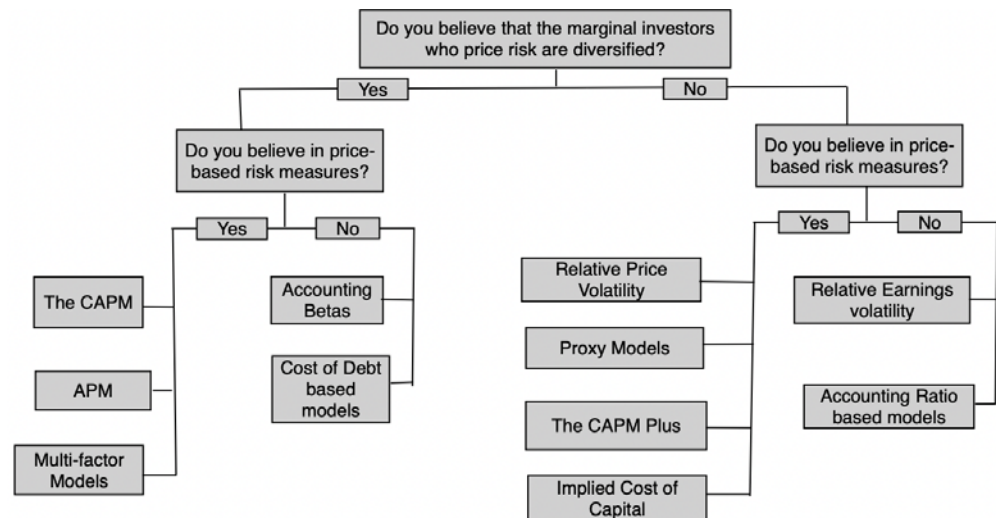 Do you believe that the marginal investors
who price risk are diversified?
Yes
No
Do you believe in price-
based risk measures?
Yes
No
The CAPM
APM
Multi-factor
Models
Accounting
Betas
Cost of Debt
based
models
Do you believe in price-
based risk measures?
Yes
No
Relative Price
Volatility
Proxy Models
The CAPM Plus
Implied Cost of
Capital
Relative Earnings
volatility
Accounting Ratio
based models